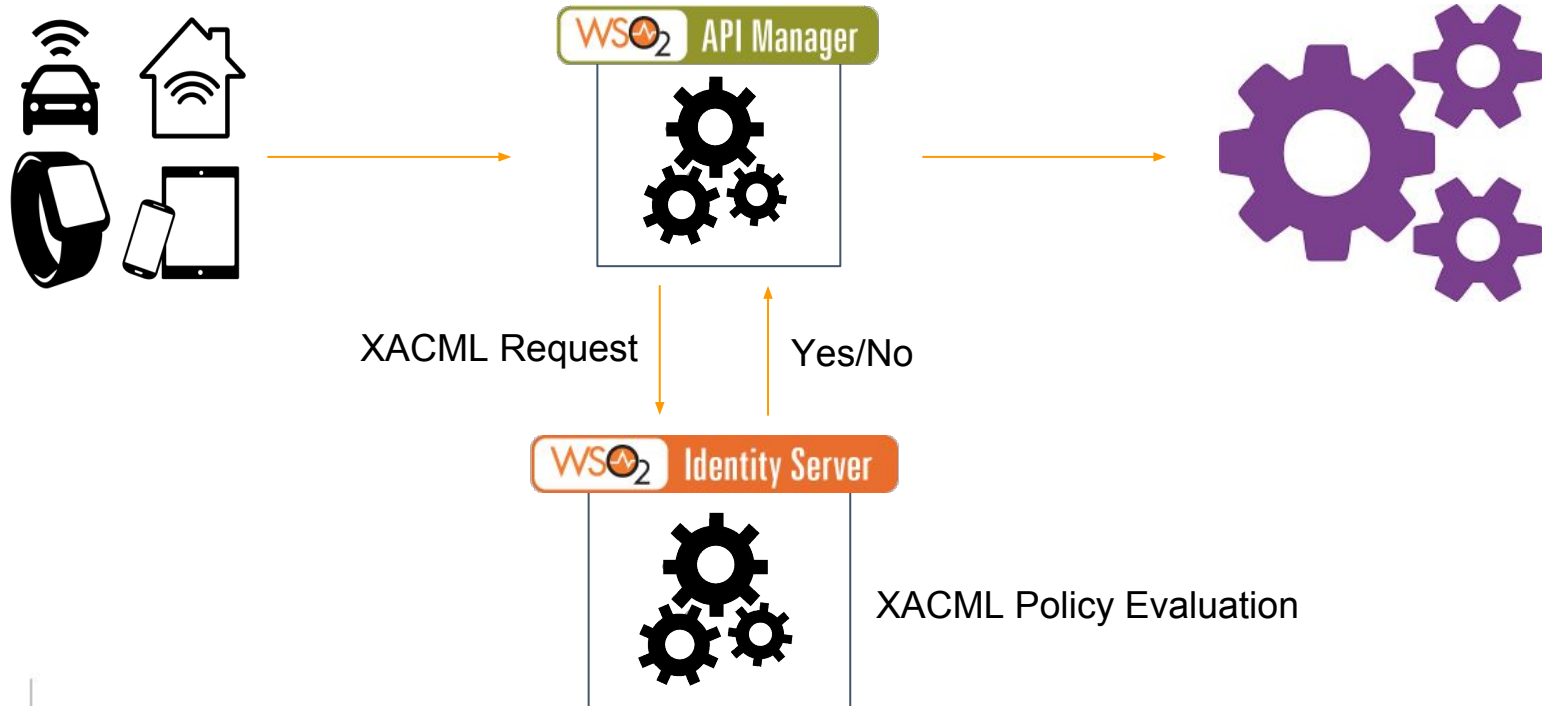 WSO2 API Manager
XACML Request
Yes/No
WSO2 Identity Server
XACML Policy Evaluation